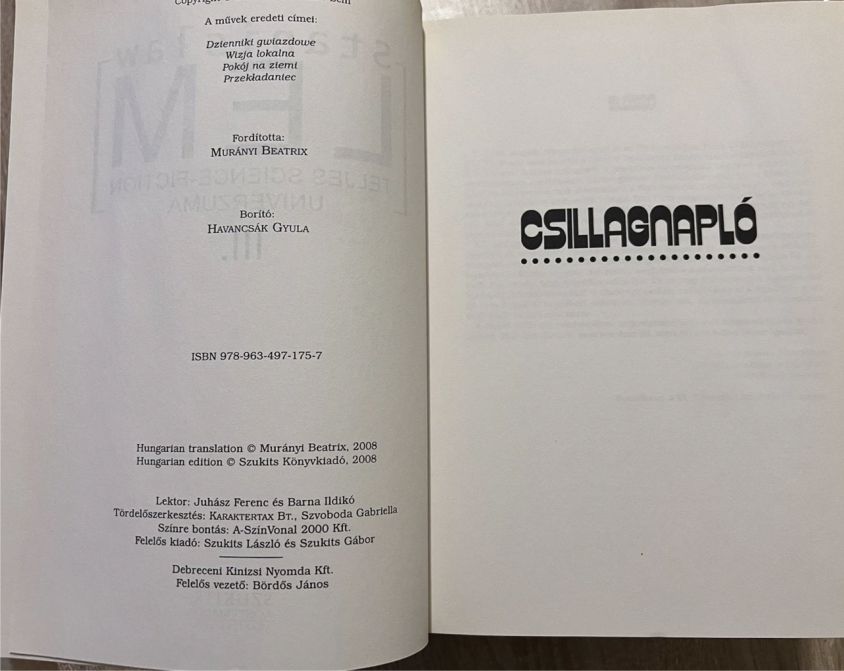 A művek eredeti címei:
Dzienniki gwiazdowe
Wizja lokalna
Pokój na ziemi
Przekładaniec
Fordította:
MURÁNYI BEATRIX
Borító:
HAVANCSÁK GYULA
ISBN 978-963-497-175-7
Hungarian translation © Murányi Beatrix, 2008
Hungarian edition © Szukits Könyvkiadó, 2008
Lektor: Juhász Ferenc és Barna Ildikó
Tördelőszerkesztés: KARAKTERTAX BT., Szvoboda Gabriella
Színre bontás: A-SzínVonal 2000 Kft.
Felelős kiadó: Szukits László és Szukits Gábor
Debreceni Kinizsi Nyomda Kft.
Felelős vezető: Bördős János
CSILLAGNAPLÓ